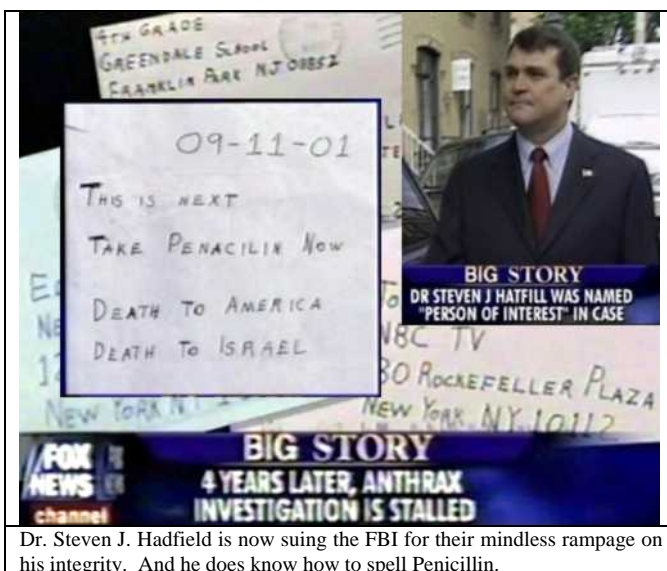 4TH GRADE
GREENDALE SCHOOL
FRANKLIN PARK NJ 08852
09-11-01
THIS IS NEXT
TAKE PENACILIN NOW
DEATH TO AMERICA
DEATH TO ISRAEL
BIG STORY
DR STEVEN J HATFILL WAS NAMED
"PERSON OF INTEREST" IN CASE
NBC TV
30 ROCKEFELLER PLAZA
NEW YORK NY 10112
NEW YORK NY
FOX
NEWS
channel
BIG STORY
4 YEARS LATER, ANTHRAX
INVESTIGATION IS STALLED
Dr. Steven J. Hadfield is now suing the FBI for their mindless rampage on
his integrity. And he does know how to spell Penicillin.